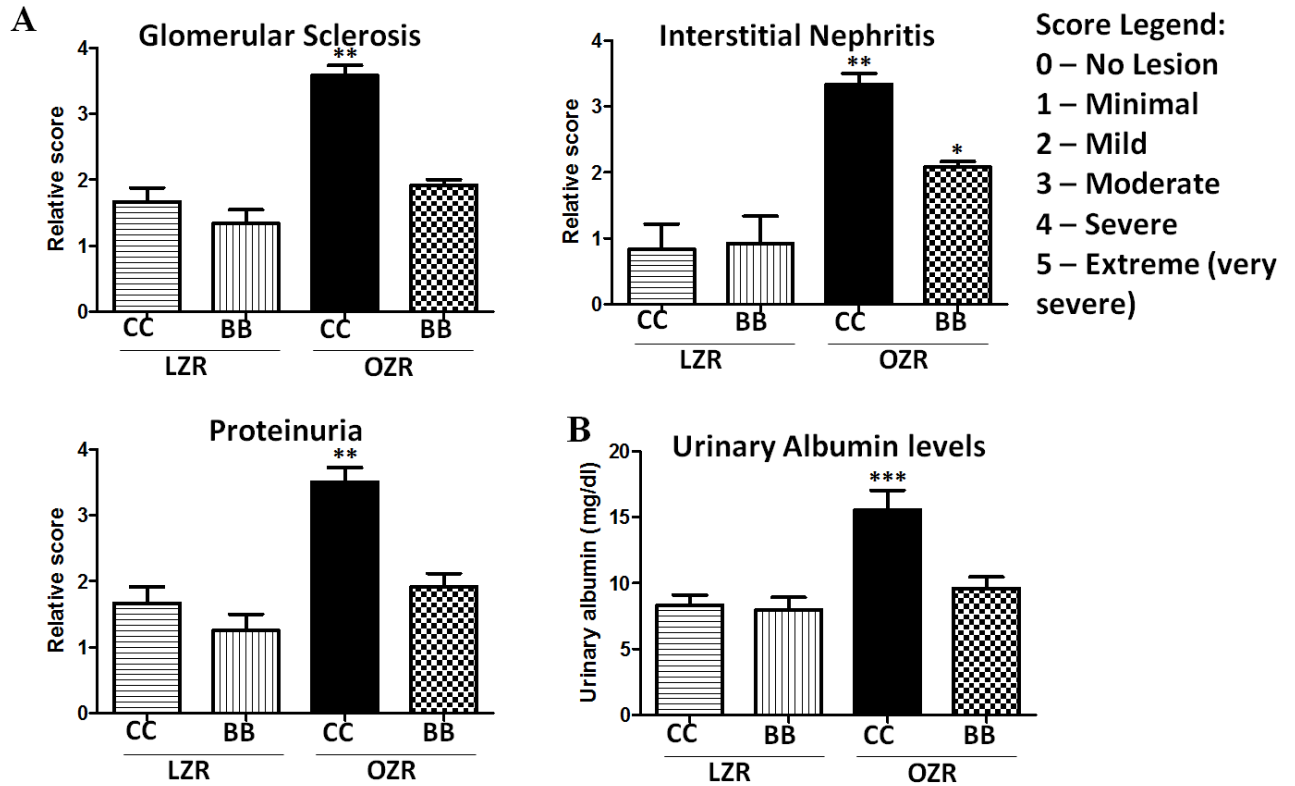 A
Glomerular Sclerosis
Relative score
4
3
2
1
0
**
CC BB CC BB
LZR OZR
Interstitial Nephritis
Relative score
4
3
2
1
0
**
*
CC BB CC BB
LZR OZR
Score Legend:
0 – No Lesion
1 – Minimal
2 – Mild
3 – Moderate
4 – Severe
5 – Extreme (very
severe)
Proteinuria
Relative score
4
3
2
1
0
**
CC BB CC BB
LZR OZR
B
Urinary Albumin levels
Urinary albumin (mg/dl)
20
15
10
5
0
***
CC BB CC BB
LZR OZR